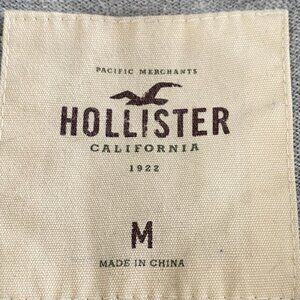 PACIFIC MERCHANTS
HOLLISTER
CALIFORNIA
1922
M
MADE IN CHINA